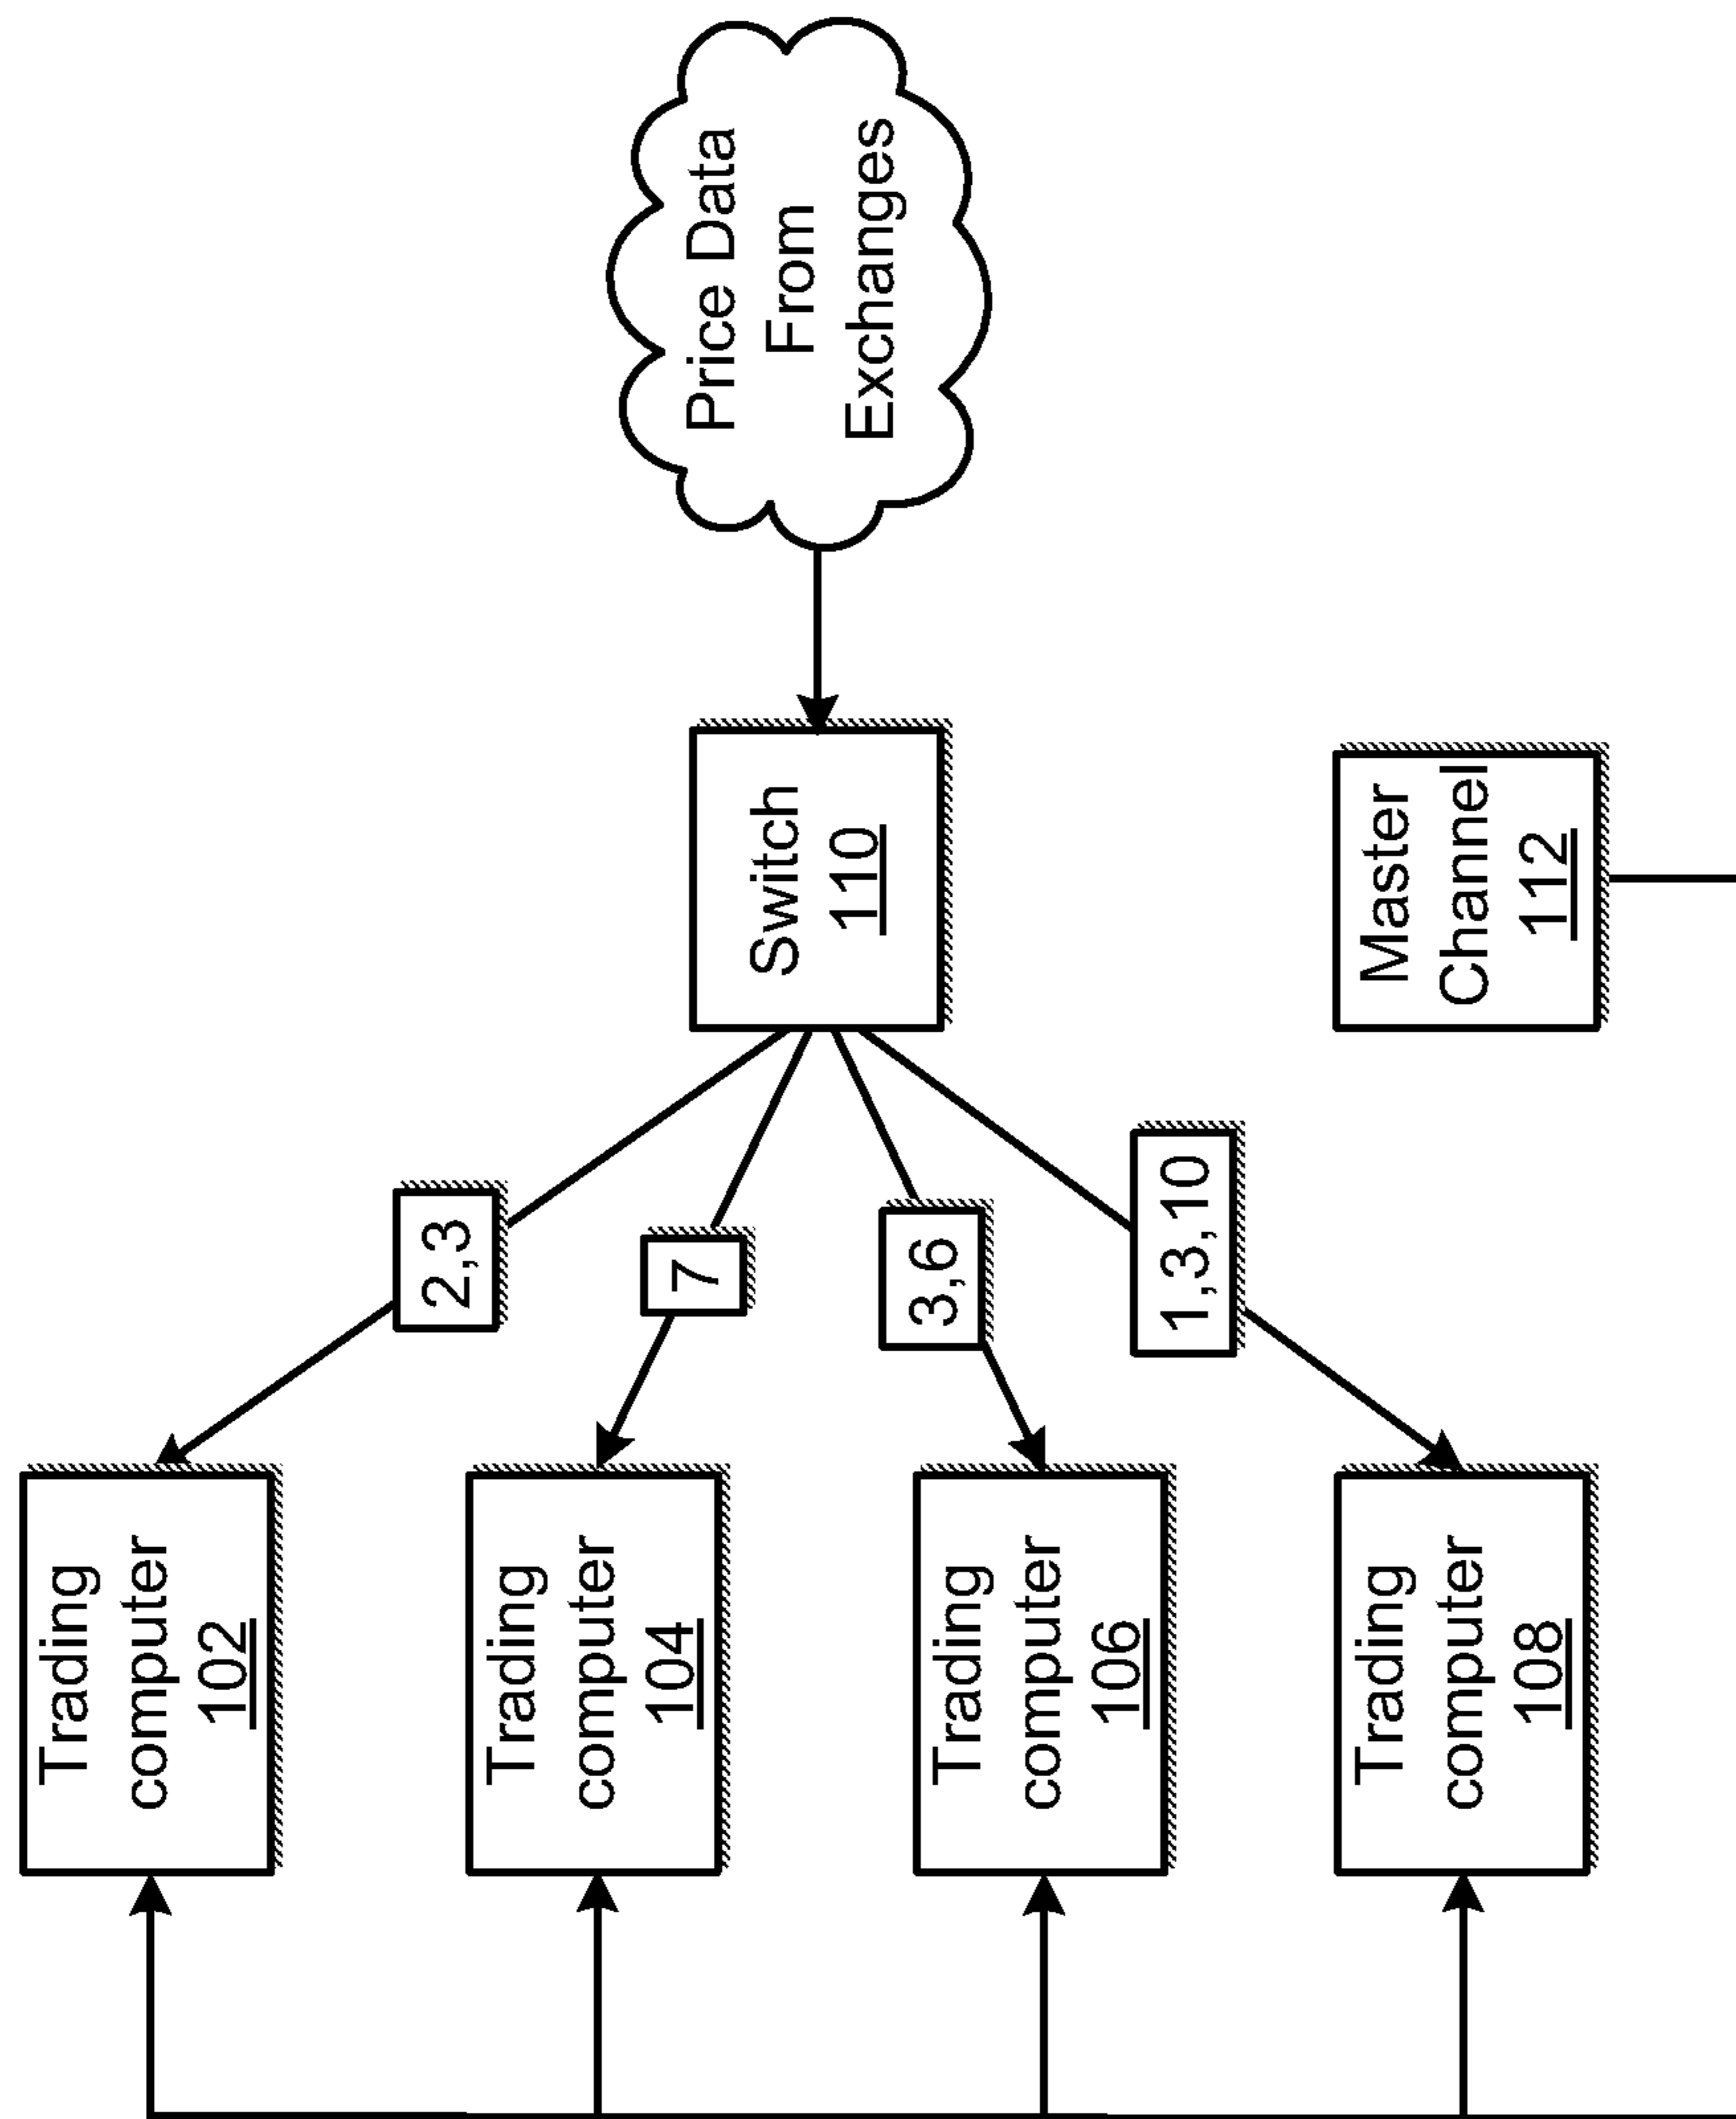 Trading
computer
102
Trading
computer
104
Trading
computer
106
Trading
computer
108
2,3
7
3,6
1,3,10
Switch
110
Master
Channel
112
Price Data
From
Exchanges